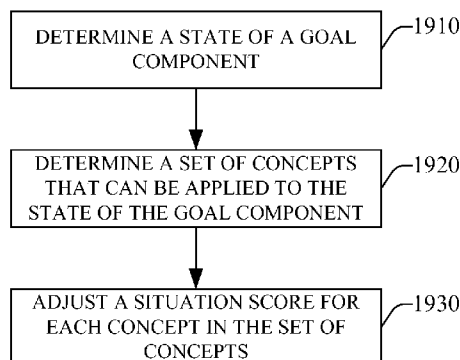 DETERMINE A STATE OF A GOAL
COMPONENT
1910
DETERMINE A SET OF CONCEPTS
THAT CAN BE APPLIED TO THE
STATE OF THE GOAL COMPONENT
1920
ADJUST A SITUATION SCORE FOR
EACH CONCEPT IN THE SET OF
CONCEPTS
1930